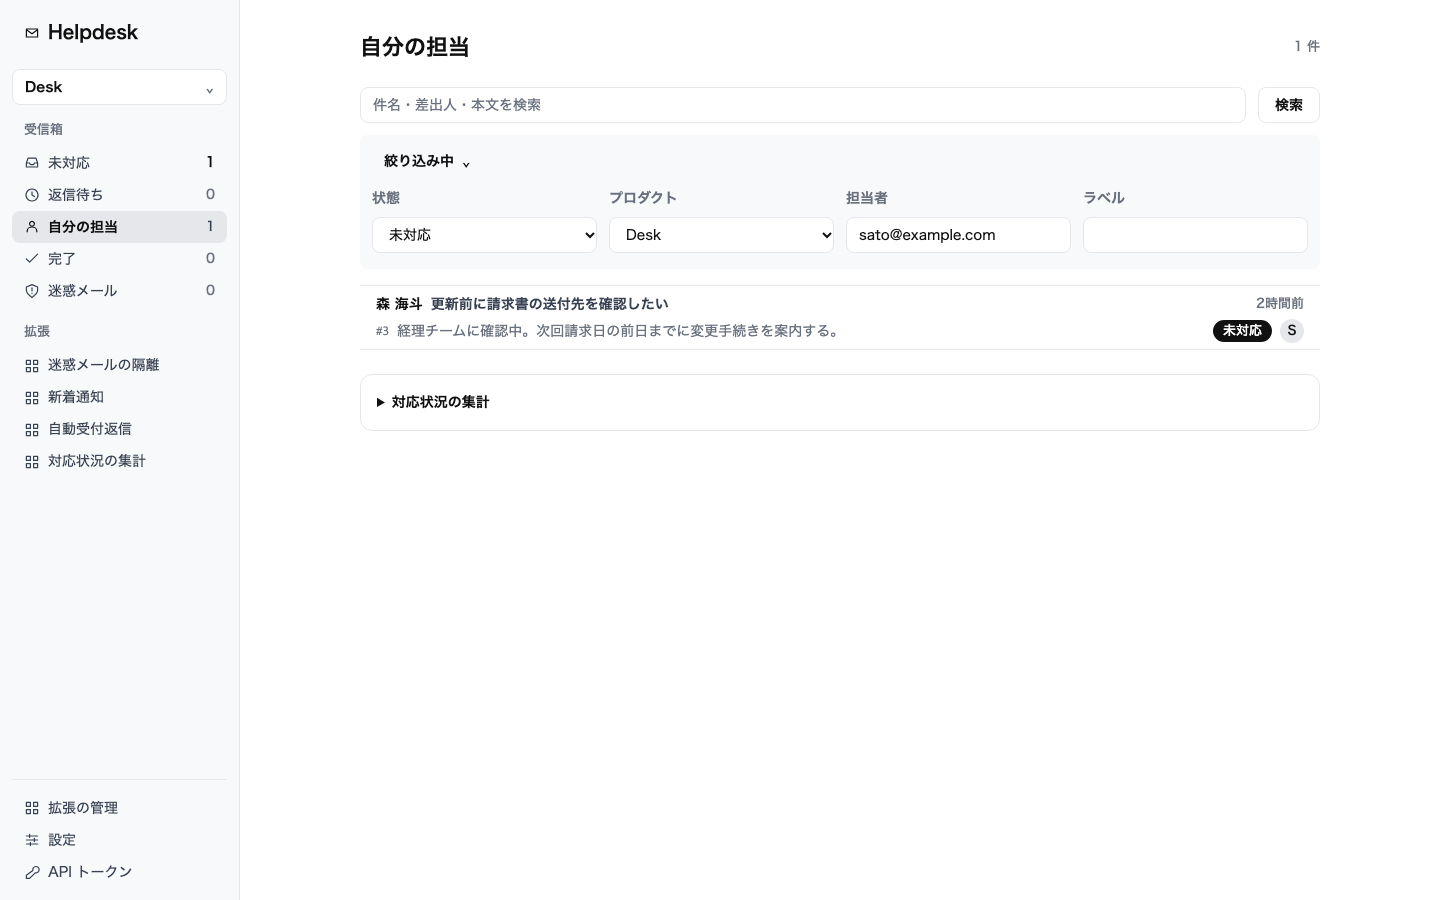 Helpdesk
Desk
受信箱
未対応 1
返信待ち 0
自分の担当 1
完了 0
迷惑メール 0
拡張
迷惑メールの隔離
新着通知
自動受付返信
対応状況の集計
拡張の管理
設定
API トークン
自分の担当 1 件
件名・差出人・本文を検索 検索
絞り込み中
状態 プロダクト 担当者 ラベル
未対応 Desk sato@example.com
森 海斗 更新前に請求書の送付先を確認したい 2時間前
#3 経理チームに確認中。次回請求日の前日までに変更手続きを案内する。 未対応 S
対応状況の集計